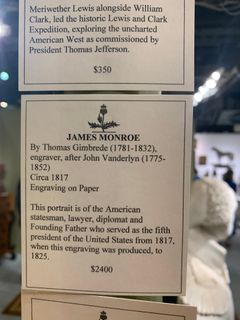 Meriwether Lewis alongside William
Clark, led the historic Lewis and Clark
Expedition, exploring the uncharted
American West as commissioned by
President Thomas Jefferson.
$350
JAMES MONROE
By Thomas Gimbrede (1781-1832),
engraver, after John Vanderlyn (1775-
1852)
Circa 1817
Engraving on Paper
This portrait is of the American
statesman, lawyer, diplomat and
Founding Father who served as the fifth
president of the United States from 1817,
when this engraving was produced, to
1825.
$2400